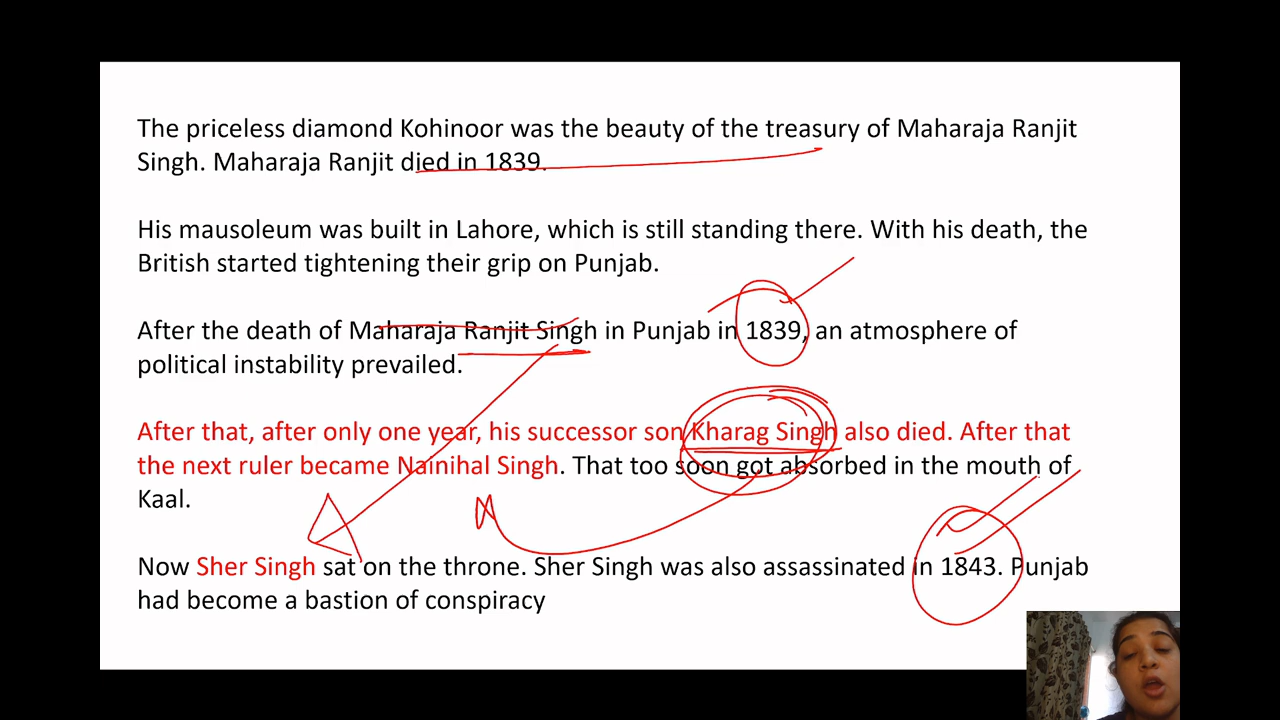 The priceless diamond Kohinoor was the beauty of the treasury of Maharaja Ranjit
Singh. Maharaja Ranjit died in 1839.
His mausoleum was built in Lahore, which is still standing there. With his death, the
British started tightening their grip on Punjab.
After the death of Maharaja Ranjit Singh in Punjab in 1839, an atmosphere of
political instability prevailed.
After that, after only one year, his successor son Kharag Singh also died. After that
the next ruler became Nainihal Singh. That too soon got absorbed in the mouth of
Kaal.
Now Sher Singh sat on the throne. Sher Singh was also assassinated in 1843. Punjab
had become a bastion of conspiracy